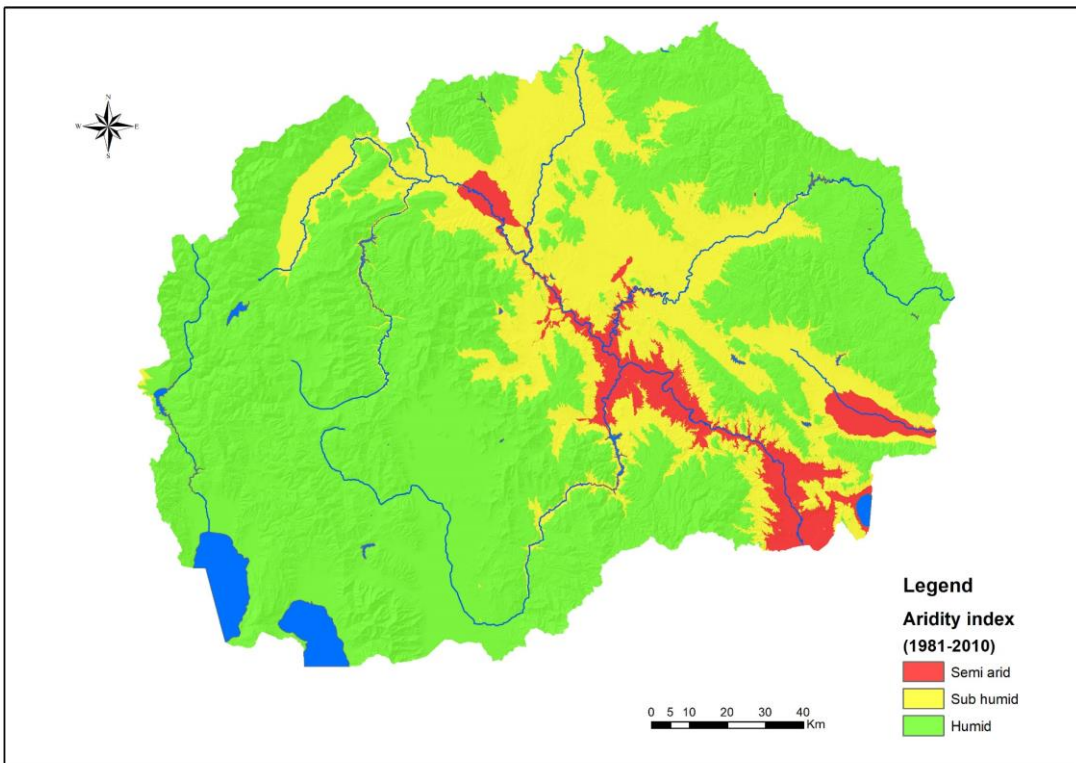 N
W E
S
Legend
Aridity index
(1981-2010)
Semi arid
Sub humid
Humid
0 5 10 20 30 40
Km